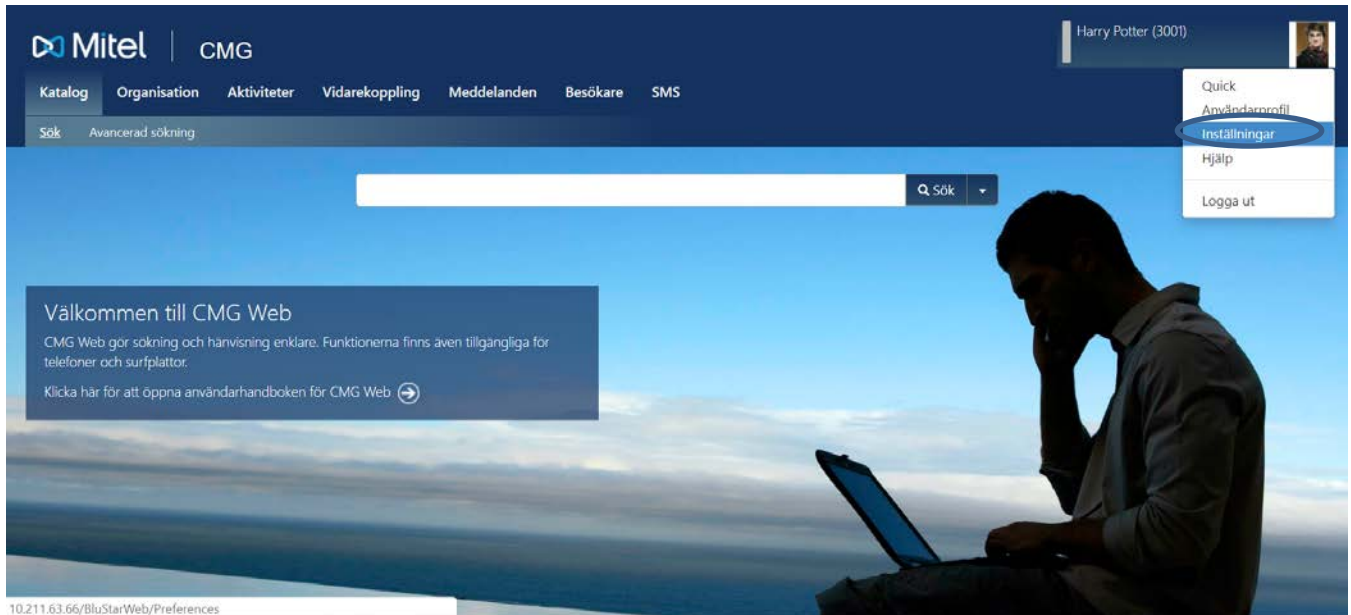 Mitel | CMG
Harry Potter (3001)
Katalog Organisation Aktiviteter Vidarekoppling Meddelanden Besökare SMS
Sök Avancerad sökning
Quick
Användarprofil
Inställningar
Hjälp
Logga ut
Sök
Välkommen till CMG Web
CMG Web gör sökning och hänvisning enklare. Funktionerna finns även tillgängliga för
telefoner och surfplattor.
Klicka här för att öppna användarhandboken för CMG Web
10.211.63.66/BluStarWeb/Preferences